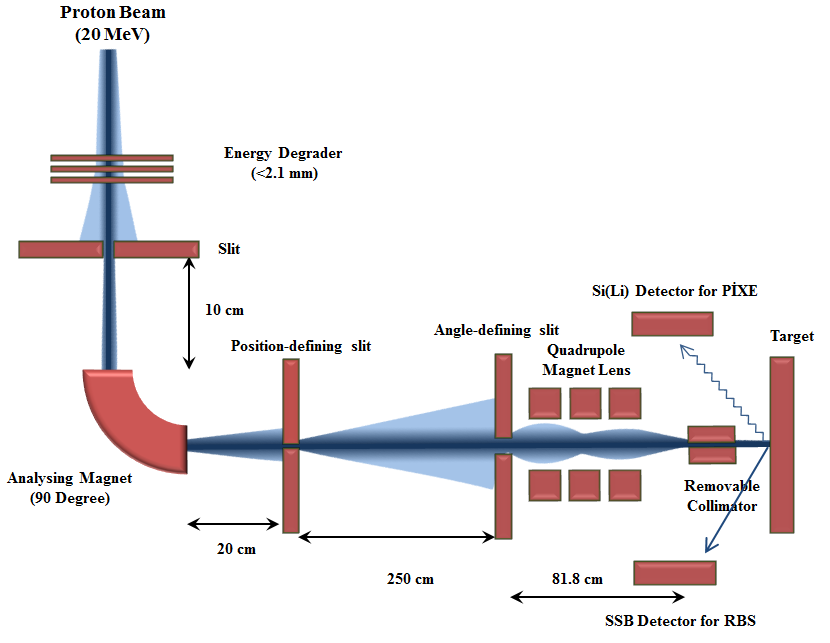 Proton Beam
(20 MeV)
Energy Degrader
(<2.1 mm)
Slit
10 cm
Si(Li) Detector for PİXE
Position-defining slit
Angle-defining slit
Quadrupole
Magnet Lens
Target
Analysing Magnet
(90 Degree)
Removable
Collimator
20 cm
250 cm
81.8 cm
SSB Detector for RBS